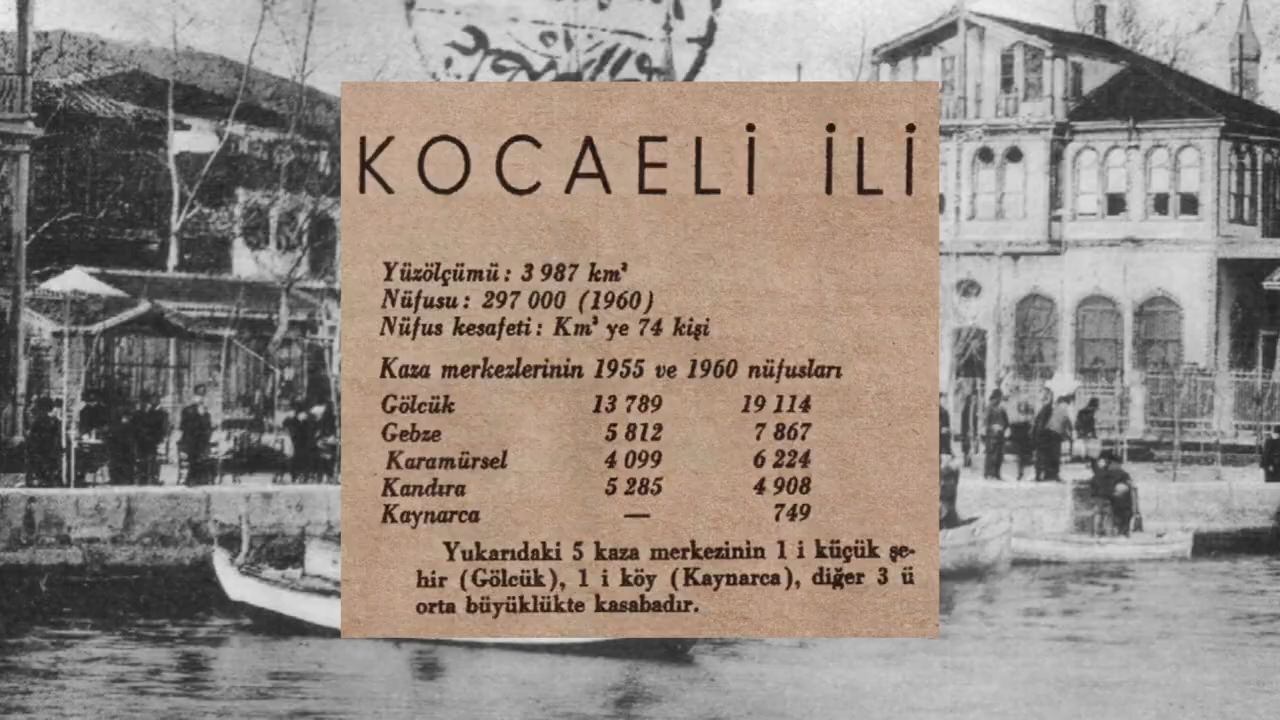 KOCAELİ İLİ
Yüzölçümü : 3 987 km²
Nüfusu : 297 000 (1960)
Nüfus kesafeti : Km² ye 74 kişi
Kaza merkezlerinin 1955 ve 1960 nüfusları
Gölcük 13 789 19 114
Gebze 5 812 7 867
Karamürsel 4 099 6 224
Kandıra 5 285 4 908
Kaynarca — 749
Yukarıdaki 5 kaza merkezinin 1 i küçük şe-
hir (Gölcük), 1 i köy (Kaynarca), diğer 3 ü
orta büyüklükte kasabadır.